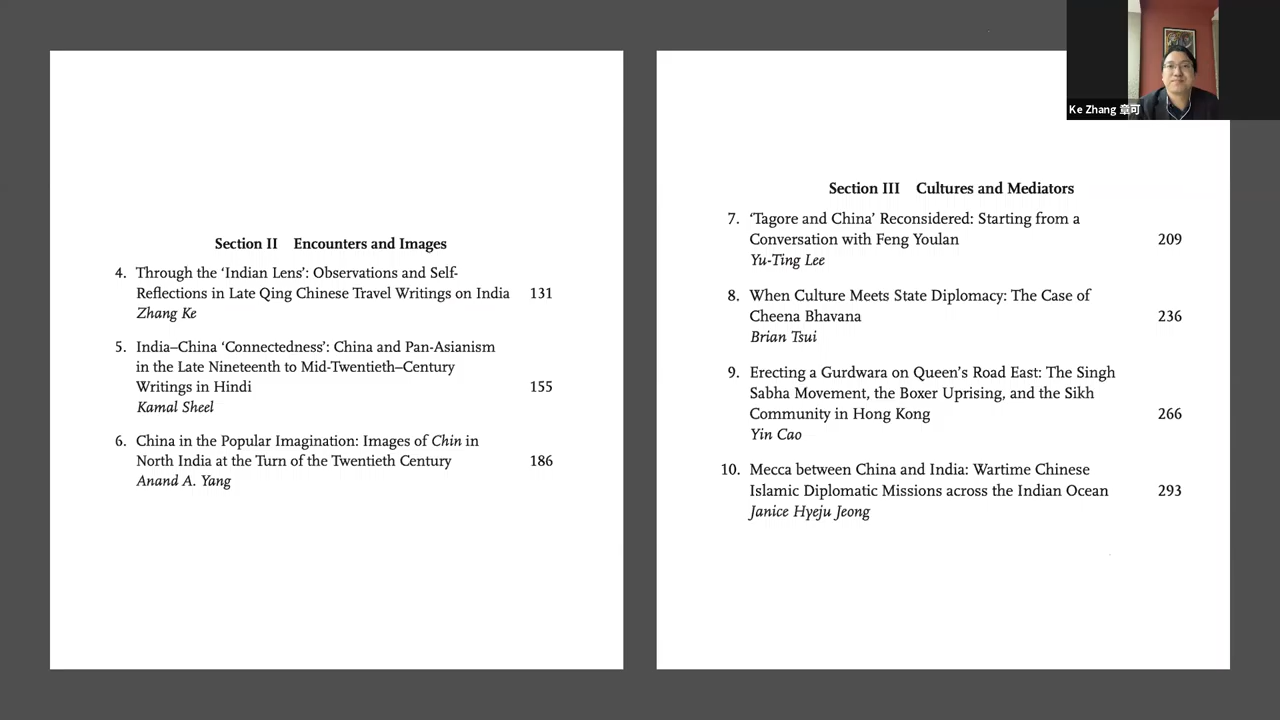 Ke Zhang 章可
Section II Encounters and Images
4. Through the ‘Indian Lens’: Observations and Self-
Reflections in Late Qing Chinese Travel Writings on India 131
Zhang Ke
5. India–China ‘Connectedness’: China and Pan-Asianism
in the Late Nineteenth to Mid-Twentieth–Century
Writings in Hindi 155
Kamal Sheel
6. China in the Popular Imagination: Images of Chin in
North India at the Turn of the Twentieth Century 186
Anand A. Yang
Section III Cultures and Mediators
7. ‘Tagore and China’ Reconsidered: Starting from a
Conversation with Feng Youlan 209
Yu-Ting Lee
8. When Culture Meets State Diplomacy: The Case of
Cheena Bhavana 236
Brian Tsui
9. Erecting a Gurdwara on Queen’s Road East: The Singh
Sabha Movement, the Boxer Uprising, and the Sikh
Community in Hong Kong 266
Yin Cao
10. Mecca between China and India: Wartime Chinese
Islamic Diplomatic Missions across the Indian Ocean 293
Janice Hyeju Jeong